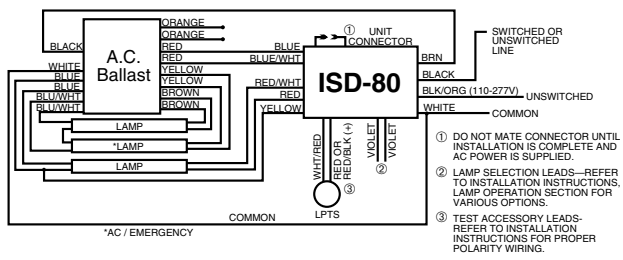 ORANGE
ORANGE
BLACK
RED
RED
A.C.
Ballast
WHITE
BLUE
BLUE
BLU/WHT
BLU/WHT
YELLOW
YELLOW
BROWN
BROWN
LAMP
*LAMP
LAMP
BLUE
BLUE/WHT
RED/WHT
RED
YELLOW
① UNIT
CONNECTOR
ISD-80
BRN
BLACK
BLK/ORG (110-277V)
WHITE
SWITCHED OR
UNSWITCHED
LINE
UNSWITCHED
COMMON
WHT/RED
RED OR
RED/BLK (+)
③
LPTS
VIOLET
VIOLET
②
① DO NOT MATE CONNECTOR UNTIL
INSTALLATION IS COMPLETE AND
AC POWER IS SUPPLIED.
② LAMP SELECTION LEADS—REFER
TO INSTALLATION INSTRUCTIONS,
LAMP OPERATION SECTION FOR
VARIOUS OPTIONS.
③ TEST ACCESSORY LEADS-
REFER TO INSTALLATION
INSTRUCTIONS FOR PROPER
POLARITY WIRING.
COMMON
*AC / EMERGENCY